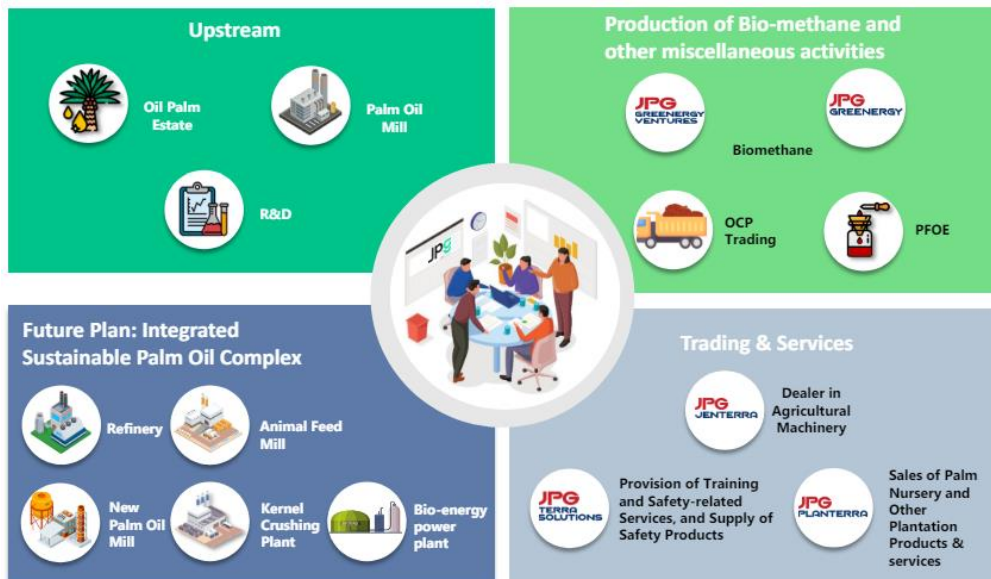 Upstream
Oil Palm
Estate
Palm Oil
Mill
R&D
Production of Bio-methane and
other miscellaneous activities
JPG
GREENERGY
VENTURES
JPG
GREENERGY
Biomethane
OCP
Trading
PFOE
JPG
Future Plan: Integrated
Sustainable Palm Oil Complex
Refinery
Animal Feed
Mill
New
Palm Oil
Mill
Kernel
Crushing
Plant
Bio-energy
power
plant
Trading & Services
JPG
JENTERRA
Dealer in
Agricultural
Machinery
JPG
TERRA
SOLUTIONS
Provision of Training
and Safety-related
Services, and Supply of
Safety Products
JPG
PLANTERRA
Sales of Palm
Nursery and
Other
Plantation
Products &
services